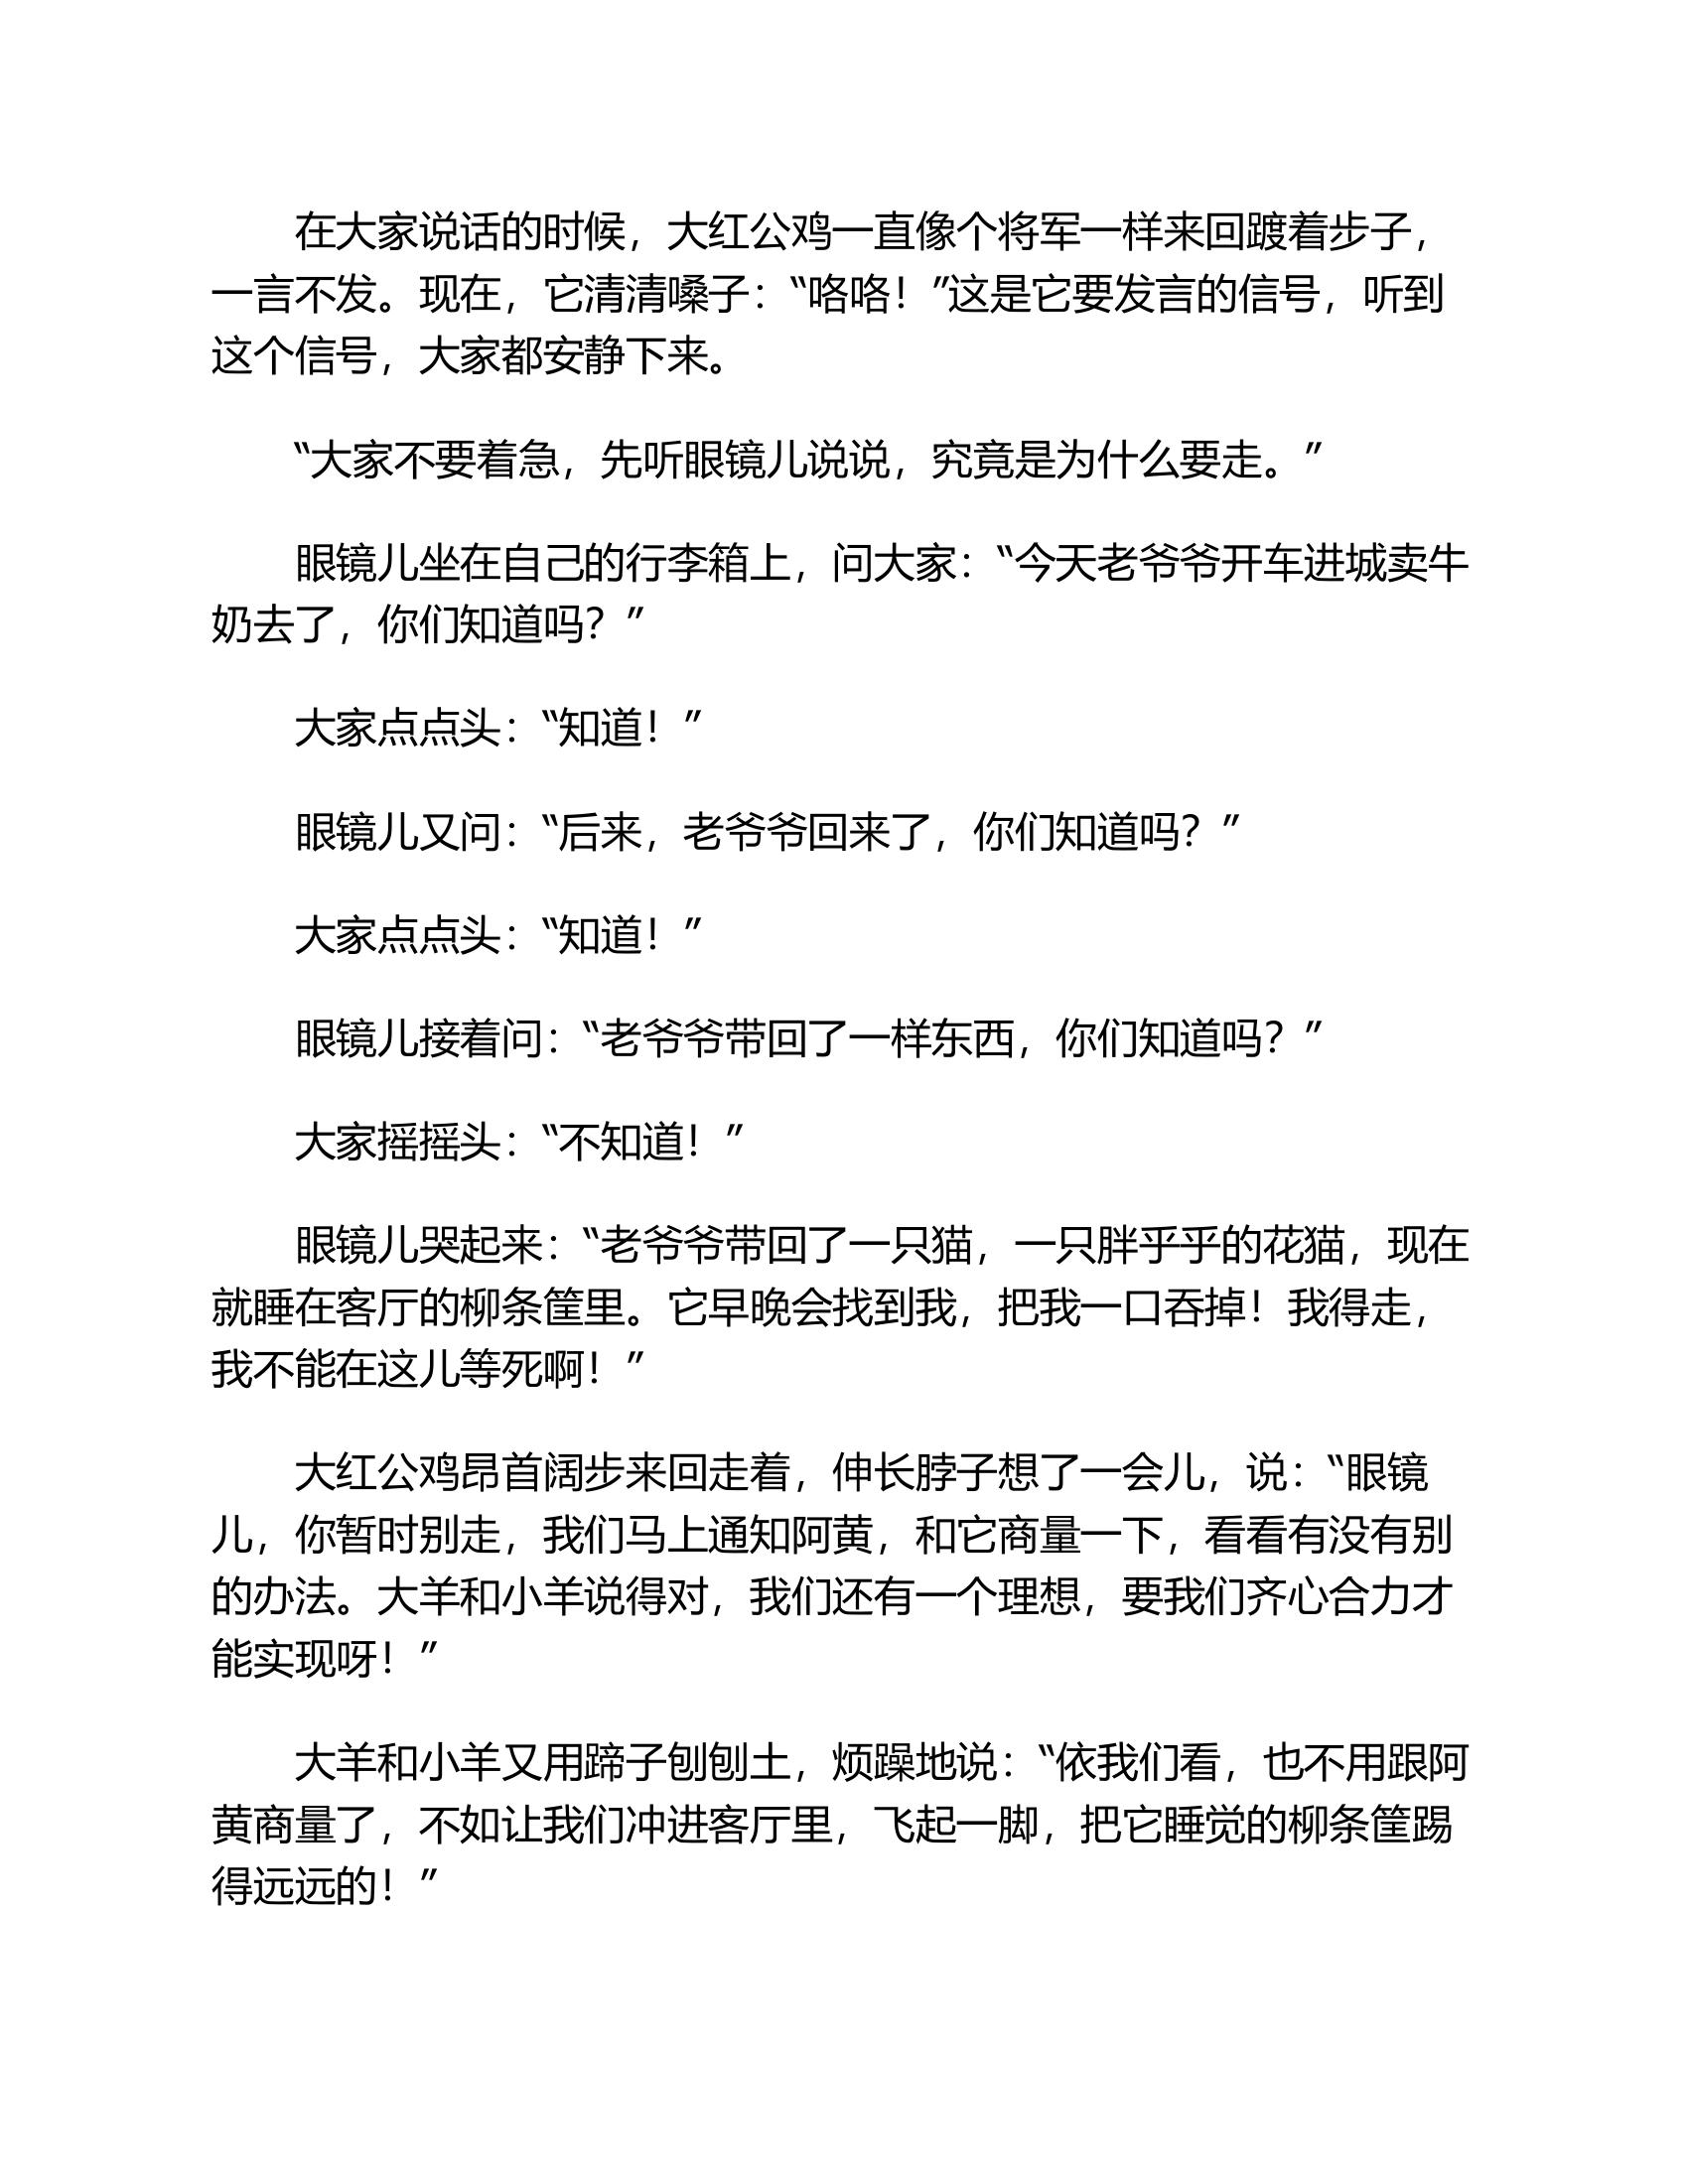 在大家说话的时候，大红公鸡一直像个将军一样来回踱着步子，
一言不发。现在，它清清嗓子：“咯咯！”这是它要发言的信号，听到
这个信号，大家都安静下来。
“大家不要着急，先听眼镜儿说说，究竟是为什么要走。”
眼镜儿坐在自己的行李箱上，问大家：“今天老爷爷开车进城卖牛
奶去了，你们知道吗？”
大家点点头：“知道！”
眼镜儿又问：“后来，老爷爷回来了，你们知道吗？”
大家点点头：“知道！”
眼镜儿接着问：“老爷爷带回了一样东西，你们知道吗？”
大家摇摇头：“不知道！”
眼镜儿哭起来：“老爷爷带回了一只猫，一只胖乎乎的花猫，现在
就睡在客厅的柳条筐里。它早晚会找到我，把我一口吞掉！我得走，
我不能在这儿等死啊！”
大红公鸡昂首阔步来回走着，伸长脖子想了一会儿，说：“眼镜
儿，你暂时别走，我们马上通知阿黄，和它商量一下，看看有没有别
的办法。大羊和小羊说得对，我们还有一个理想，要我们齐心合力才
能实现呀！”
大羊和小羊又用蹄子刨刨土，烦躁地说：“依我们看，也不用跟阿
黄商量了，不如让我们冲进客厅里，飞起一脚，把它睡觉的柳条筐踢
得远远的！”